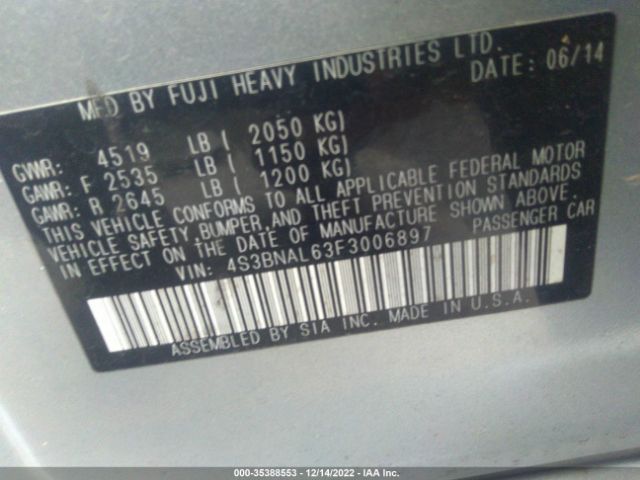 MFD BY FUJI HEAVY INDUSTRIES LTD.
DATE: 06/14
GVWR: 4519 LB ( 2050 KG)
GAWR: F 2535 LB ( 1150 KG)
GAWR: R 2645 LB ( 1200 KG)
THIS VEHICLE CONFORMS TO ALL APPLICABLE FEDERAL MOTOR
VEHICLE SAFETY, BUMPER, AND THEFT PREVENTION STANDARDS
IN EFFECT ON THE DATE OF MANUFACTURE SHOWN ABOVE.
VIN: 4S3BNAL63F3006897 PASSENGER CAR
ASSEMBLED BY SIA INC. MADE IN U.S.A.
000-35388553 - 12/14/2022 - IAA Inc.